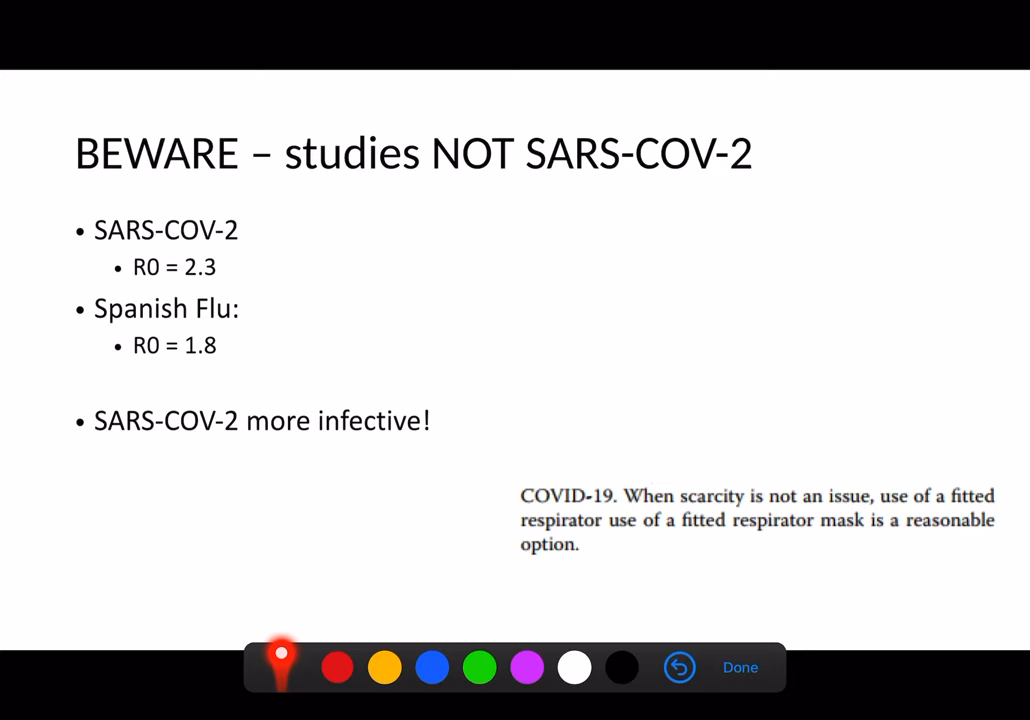 BEWARE – studies NOT SARS-COV-2
• SARS-COV-2
• R0 = 2.3
• Spanish Flu:
• R0 = 1.8
• SARS-COV-2 more infective!
COVID-19. When scarcity is not an issue, use of a fitted
respirator use of a fitted respirator mask is a reasonable
option.
Done